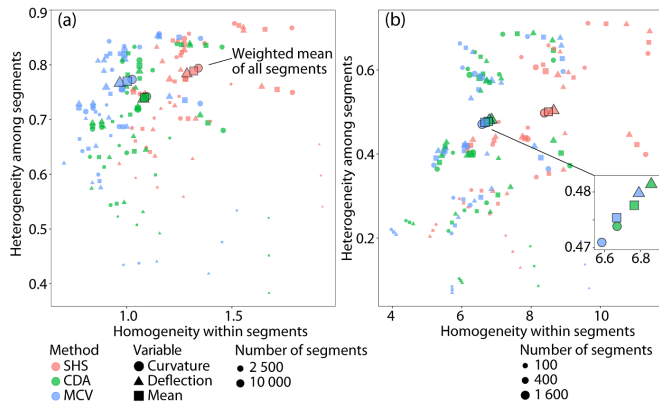 (a)
0.9
0.8
0.7
0.8
0.5
0.4
Heterogeneity among segments
Weighted mean
of all segments
1.0
1.5
Homogeneity within segments
(b)
0.6
0.4
0.2
Heterogeneity among segments
0.48
0.47
6.6
6.8
4
6
8
10
Homogeneity within segments
Method
SHS
CDA
MCV
Variable
Curvature
Deflection
Mean
Number of segments
2 500
10 000
Number of segments
100
400
1 600